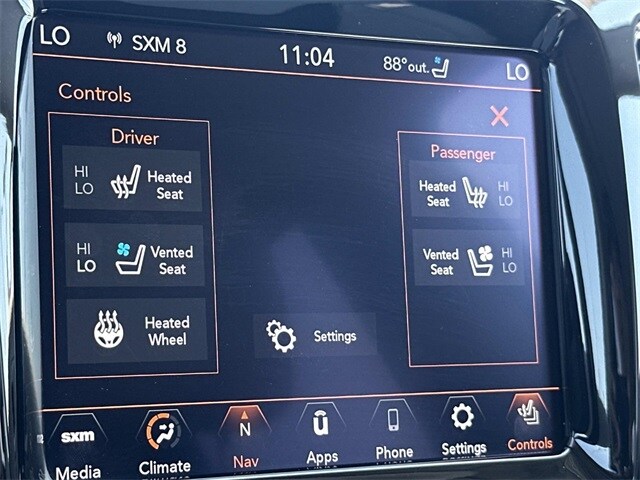 LO SXM 8 11:04 88°out. LO
Controls
Driver
HI
LO
Heated
Seat
HI
LO
Vented
Seat
Heated
Wheel
Settings
Passenger
Heated
Seat
HI
LO
Vented
Seat
HI
LO
sxm
Media
Climate
N
Nav
u
Apps
Phone
Settings
Controls